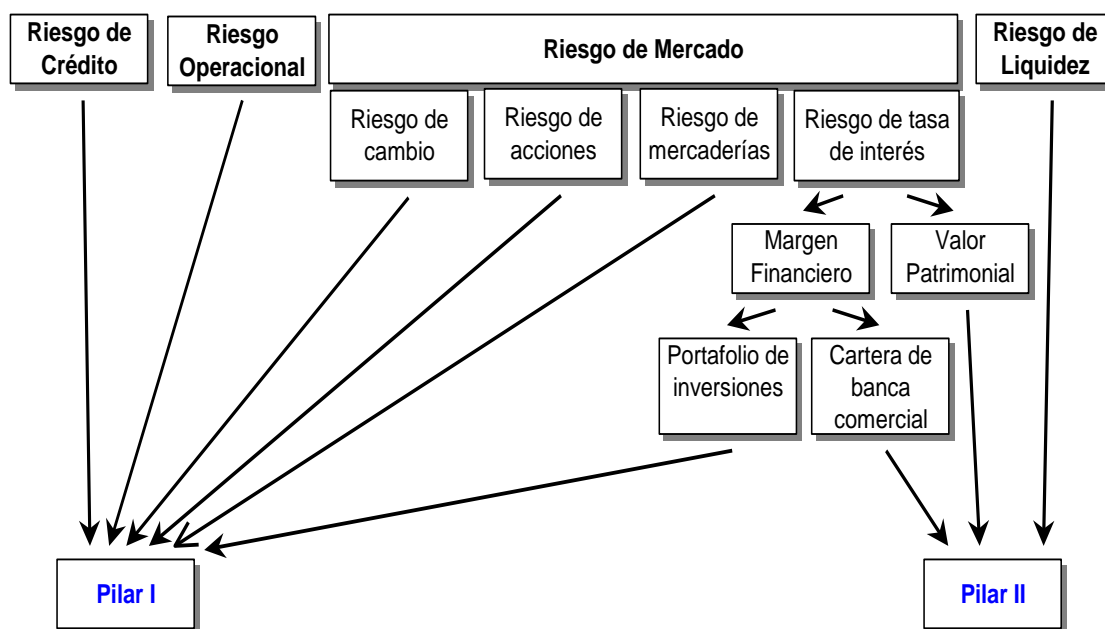 Riesgo de
Crédito
Riesgo
Operacional
Riesgo de Mercado
Riesgo de
Liquidez
Riesgo de
cambio
Riesgo de
acciones
Riesgo de
mercaderías
Riesgo de tasa
de interés
Margen
Financiero
Valor
Patrimonial
Portafolio de
inversiones
Cartera de
banca
comercial
Pilar I
Pilar II